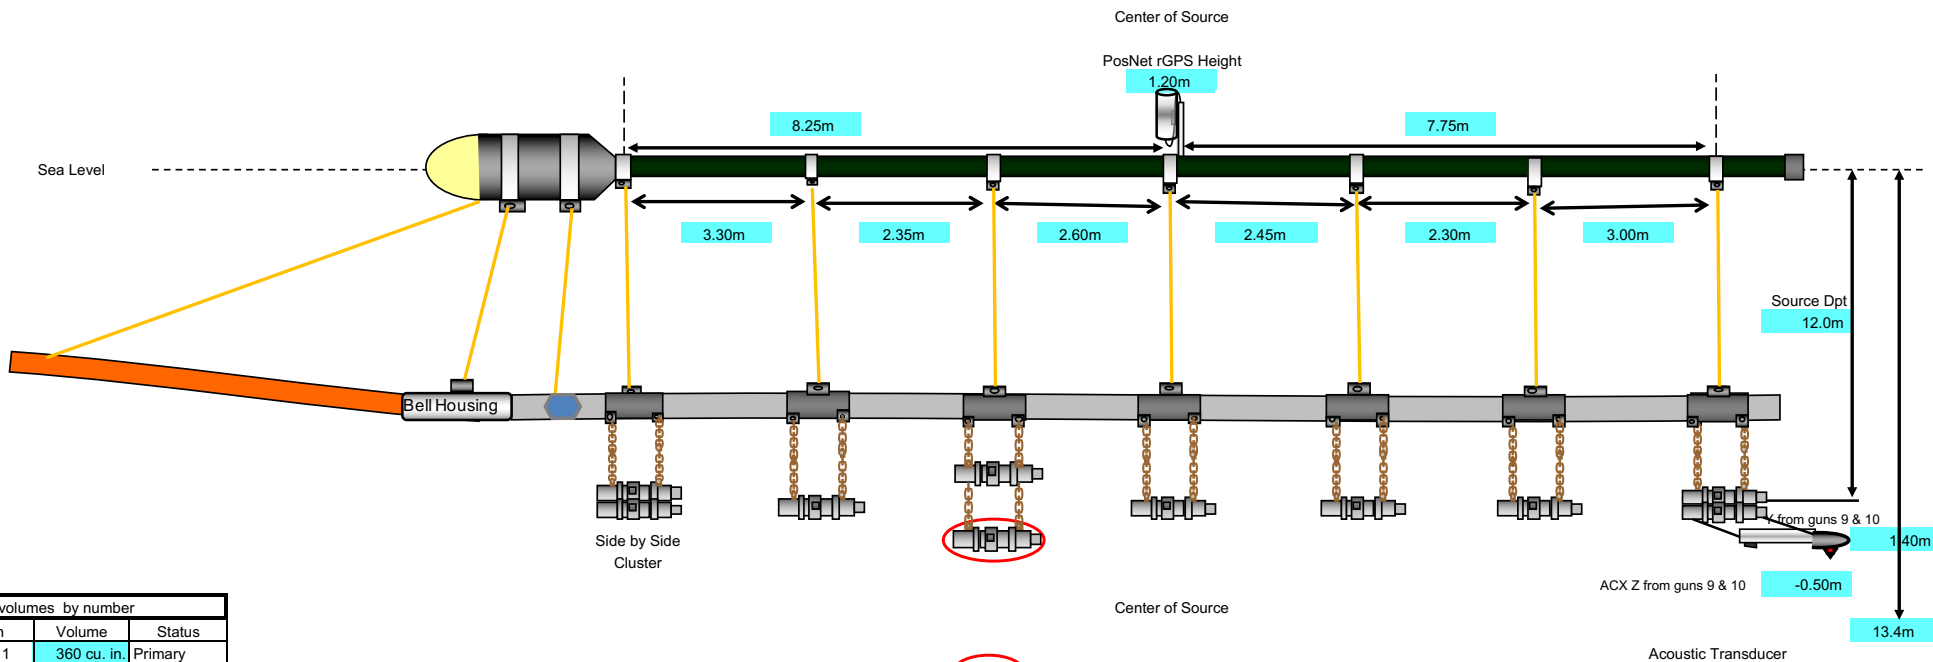 Center of Source
PosNet rGPS Height
1.20m
8.25m
7.75m
Sea Level
3.30m
2.35m
2.60m
2.45m
2.30m
3.00m
Source Dpt
12.0m
Bell Housing
Y from guns 9 & 10
1.40m
Side by Side
Cluster
ACX Z from guns 9 & 10
-0.50m
Center of Source
13.4m
Acoustic Transducer
volumes by number
n
Volume
Status
1
360 cu. in.
Primary